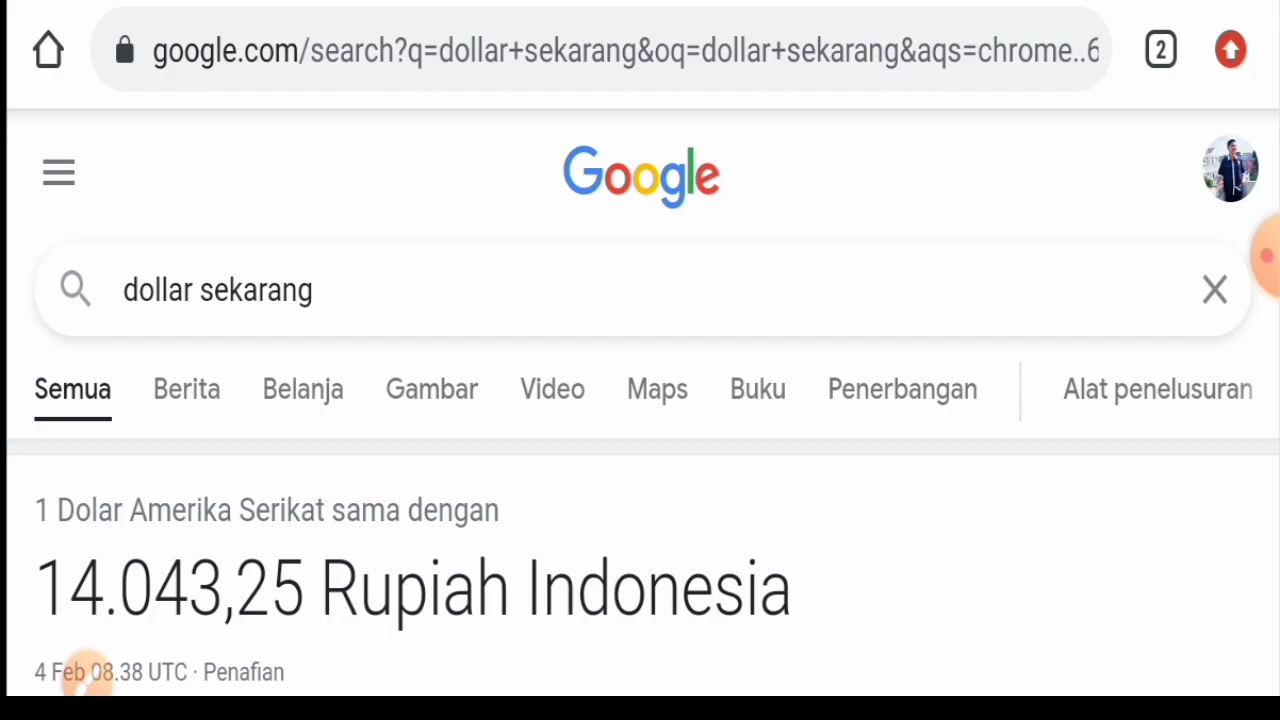 google.com/search?q=dollar+sekarang&oq=dollar+sekarang&aqs=chrome..6
2
Google
dollar sekarang
Semua Berita Belanja Gambar Video Maps Buku Penerbangan Alat penelusuran
1 Dolar Amerika Serikat sama dengan
14.043,25 Rupiah Indonesia
4 Feb 08.38 UTC · Penafian